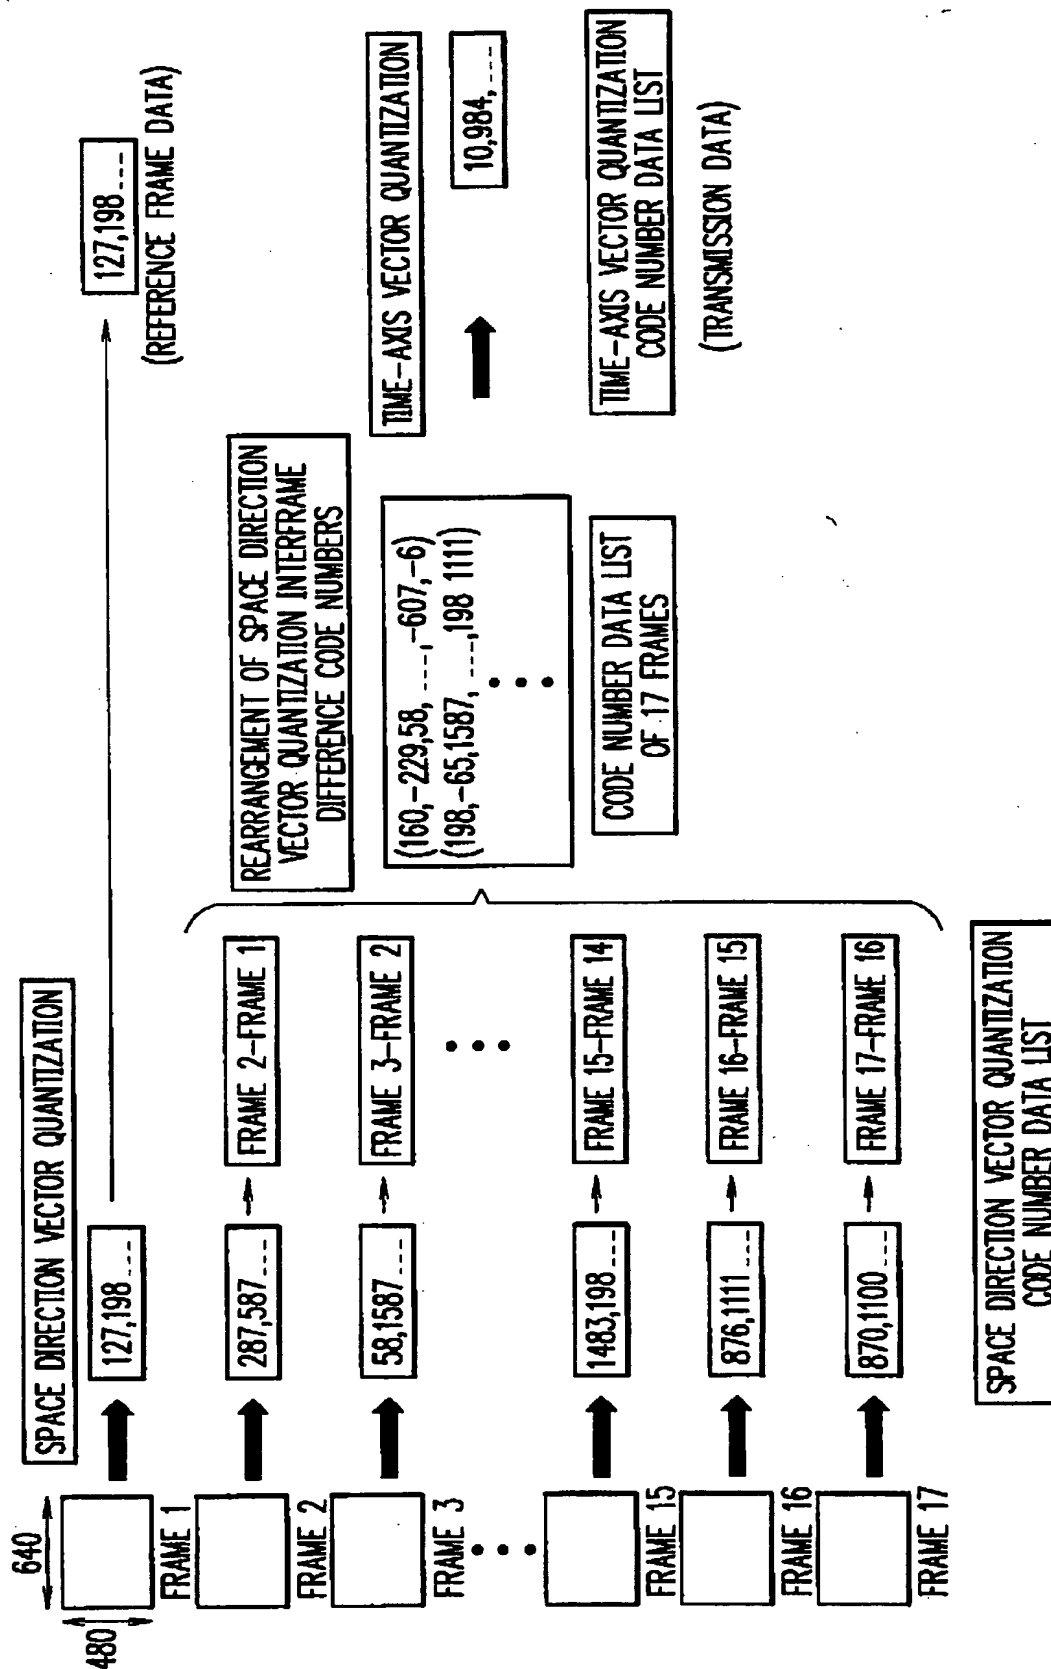 640
480
SPACE DIRECTION VECTOR QUANTIZATION
FRAME 1
127,198---
127,198---
(REFERENCE FRAME DATA)
FRAME 2
287,587---
FRAME 2-FRAME 1
FRAME 3
58,1587---
FRAME 3-FRAME 2
FRAME 15
1483,198---
FRAME 15-FRAME 14
FRAME 16
876,1111---
FRAME 16-FRAME 15
FRAME 17
870,1100---
FRAME 17-FRAME 16
SPACE DIRECTION VECTOR QUANTIZATION
CODE NUMBER DATA LIST
REARRANGEMENT OF SPACE DIRECTION
VECTOR QUANTIZATION INTERFRAME
DIFFERENCE CODE NUMBERS
(160,-229,58, ----,-607,-6)
(198,-65,1587, ----,198 1111)
CODE NUMBER DATA LIST
OF 17 FRAMES
TIME-AXIS VECTOR QUANTIZATION
10,984,---
TIME-AXIS VECTOR QUANTIZATION
CODE NUMBER DATA LIST
(TRANSMISSION DATA)